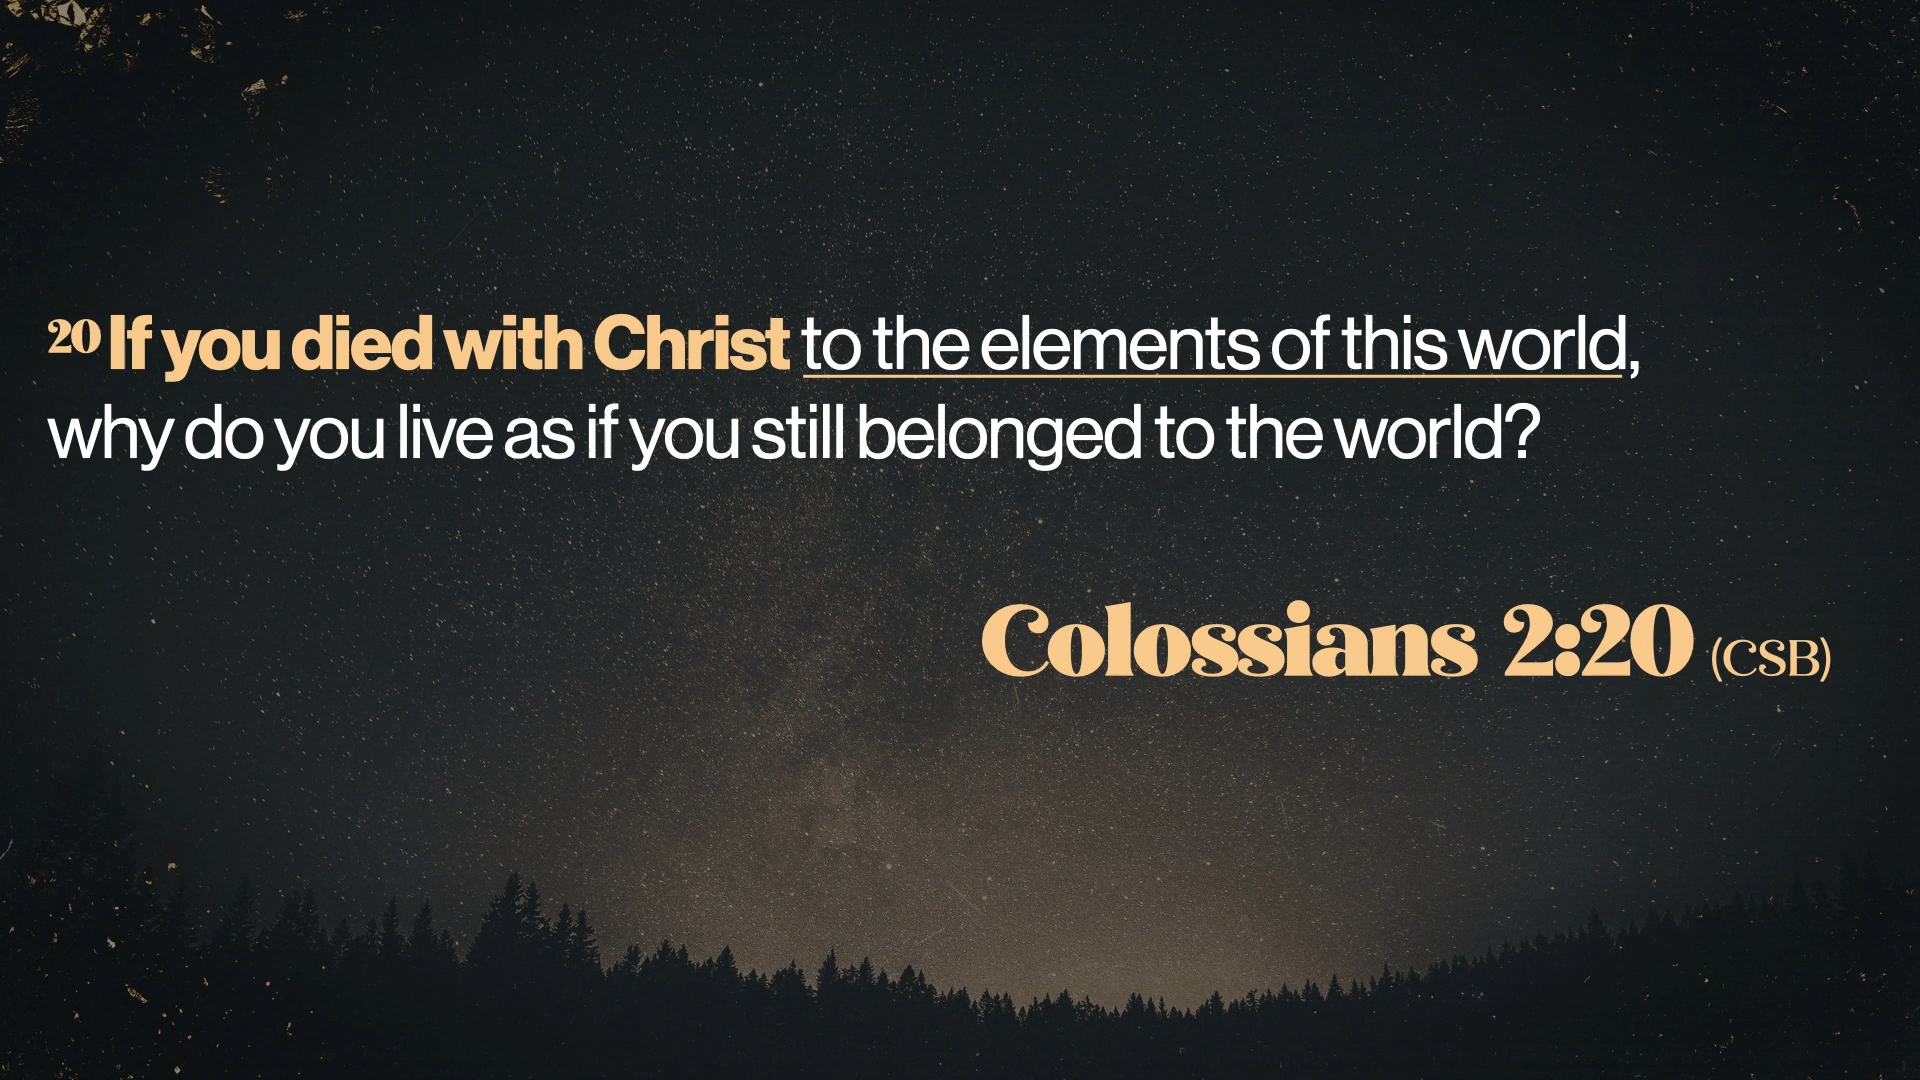 20 If you died with Christ to the elements of this world,
why do you live as if you still belonged to the world?
Colossians 2:20 (CSB)